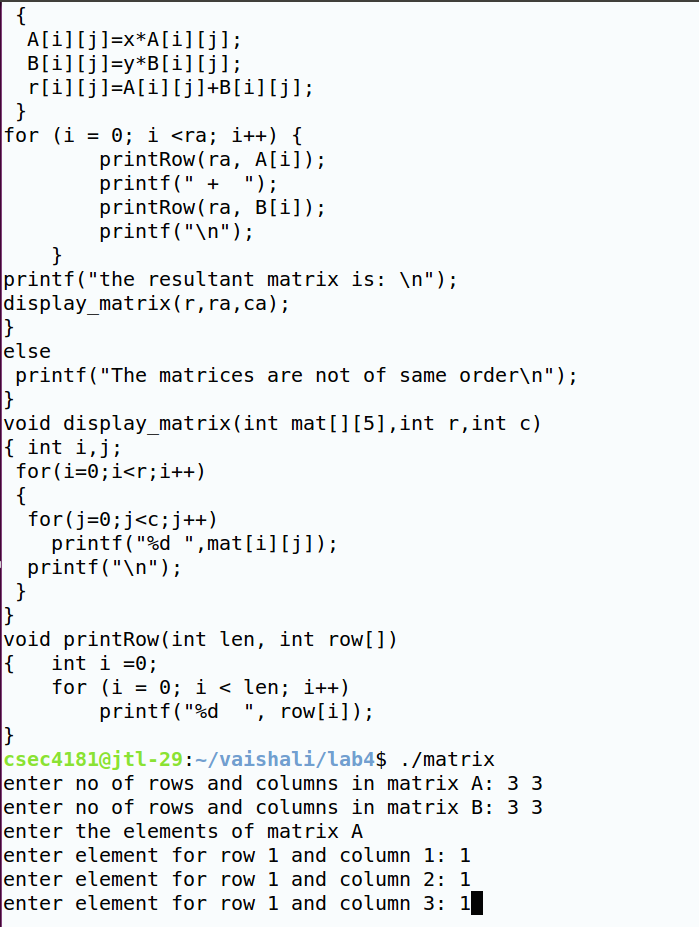 {
  A[i][j]=x*A[i][j];
  B[i][j]=y*B[i][j];
  r[i][j]=A[i][j]+B[i][j];
 }
for (i = 0; i <ra; i++) {
        printRow(ra, A[i]);
        printf(" +  ");
        printRow(ra, B[i]);
        printf("\n");
    }
printf("the resultant matrix is: \n");
display_matrix(r,ra,ca);
}
else
 printf("The matrices are not of same order\n");
}
void display_matrix(int mat[][5],int r,int c)
{ int i,j;
 for(i=0;i<r;i++)
 {
  for(j=0;j<c;j++)
    printf("%d ",mat[i][j]);
  printf("\n");
 }
}
void printRow(int len, int row[])
{   int i =0;
    for (i = 0; i < len; i++)
        printf("%d  ", row[i]);
}
csec4181@jtl-29:~/vaishali/lab4$ ./matrix
enter no of rows and columns in matrix A: 3 3
enter no of rows and columns in matrix B: 3 3
enter the elements of matrix A
enter element for row 1 and column 1: 1
enter element for row 1 and column 2: 1
enter element for row 1 and column 3: 1